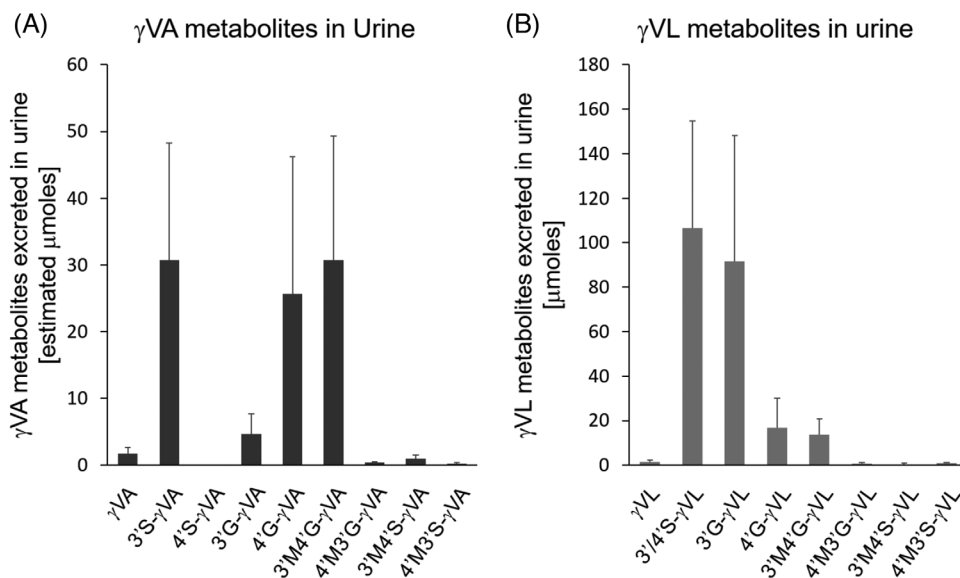 (A) γVA metabolites in Urine
γVA metabolites excreted in urine
[estimated μmoles]
60
50
40
30
20
10
0
γVA
3'S-γVA
4'S-γVA
3'G-γVA
4'G-γVA
3'M4'G-γVA
4'M3'G-γVA
3'M4'S-γVA
4'M3'S-γVA
(B) γVL metabolites in urine
γVL metabolites excreted in urine
[μmoles]
180
160
140
120
100
80
60
40
20
0
γVL
3'/4'S-γVL
3'G-γVL
4'G-γVL
3'M4'G-γVL
4'M3'G-γVL
3'M4'S-γVL
4'M3'S-γVL